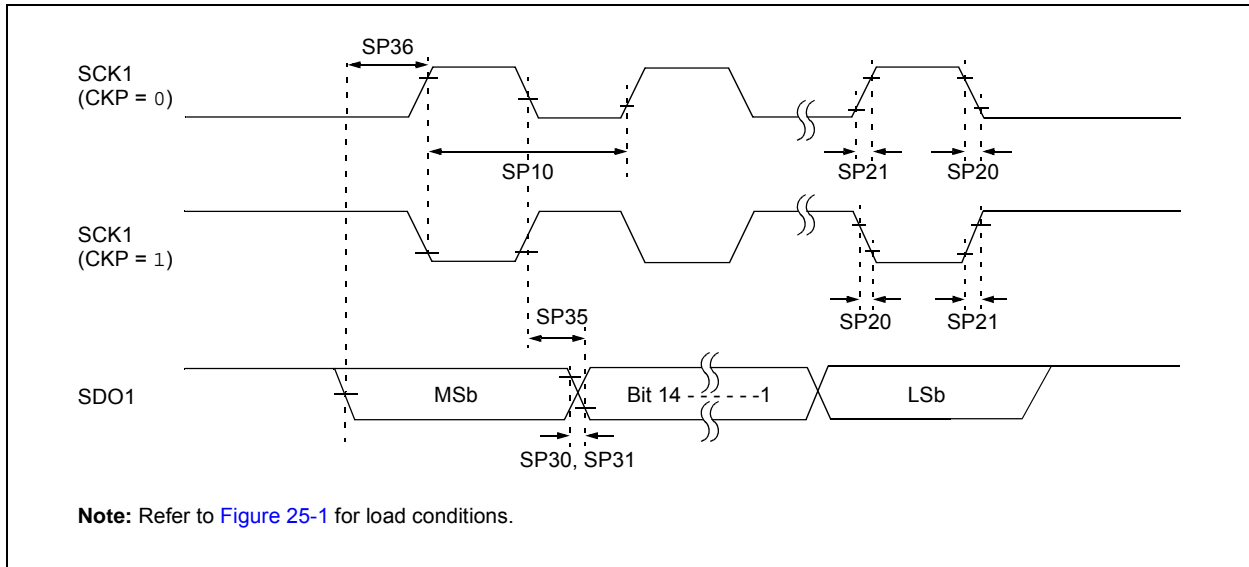 SP36
SCK1
(CKP = 0)
SP10
SP21
SP20
SCK1
(CKP = 1)
SP35
SP20
SP21
SDO1
MSb
Bit 14 - - - - - -1
LSb
SP30, SP31
Note: Refer to Figure 25-1 for load conditions.